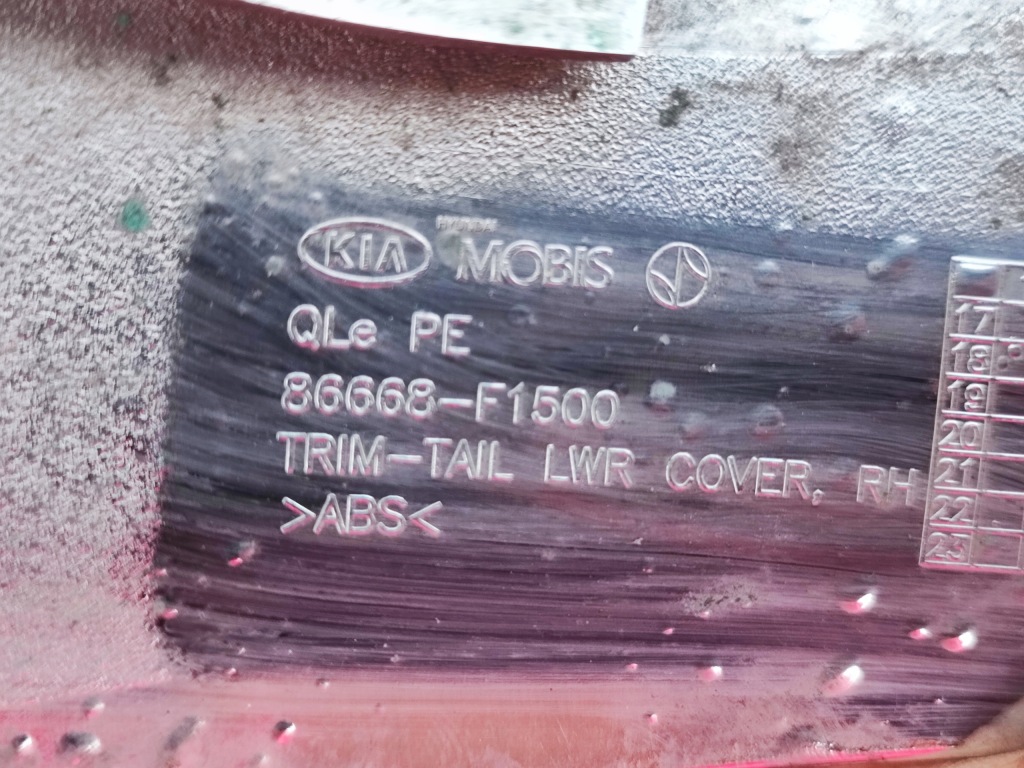 KIA HYUNDAI MOBIS
QLe PE
86668-F1500
TRIM-TAIL LWR COVER, RH
>ABS<
17
18
19
20
21
22
23